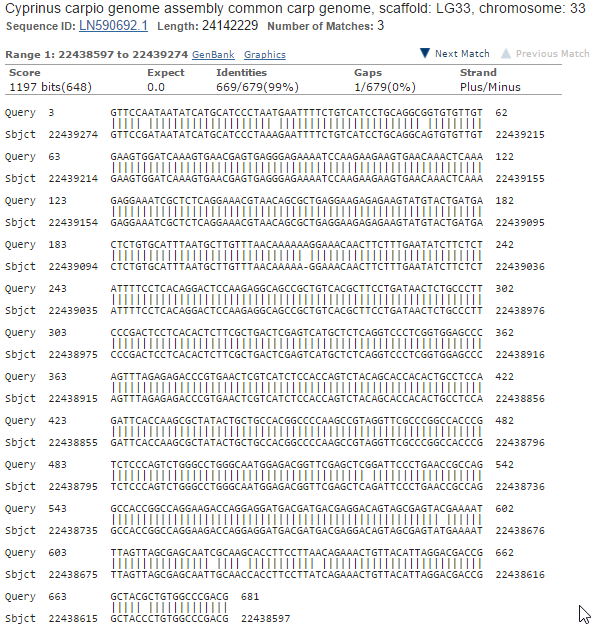 Cyprinus carpio genome assembly common carp genome, scaffold: LG33, chromosome: 33
Sequence ID: LN590692.1 Length: 24142229 Number of Matches: 3
Range 1: 22438597 to 22439274 GenBank Graphics Next Match Previous Match
Score Expect Identities Gaps Strand
1197 bits(648) 0.0 669/679(99%) 1/679(0%) Plus/Minus
Query 3 GTTCCAATAATATCATGCATCCCTAATGAATTTTCTGTCATCCTGCAGGCGGTGTGTTGT 62
Sbjct 22439274 GTTCCGATAATATCATGCATCCCTAAAGAATTTTCTGTCATCCTGCAGGCAGTGTGTTGT 22439215
Query 63 GAAGTGGATCAAAGTGAACGAGTGAGGGAGAAAATCCAAGAAGAAGTGAACAAACTCAAA 122
Sbjct 22439214 GAAGTGGATCAAAGTGAACGAGTGAGGGAGAAAATCCAAGAAGAAGTGAACAAACTCAAA 22439155
Query 123 GAGGAAATCGCTCTCAGGAAACGTAACAGCGCTGAGGAAGAGAGAAGTATGTACTGATGA 182
Sbjct 22439154 GAGGAAATCGCTCTCAGGAAACGTAACAGCGCTGAGGAAGAGAGAAGTATGTACTGATGA 22439095
Query 183 CTCTGTGCATTTAATGCTTGTTTAACAAAAAAGGAAACAACTTCTTTGAATATCTTCTCT 242
Sbjct 22439094 CTCTGTGCATTTAATGCTTGTTTAACAAAAA-GGAAACAACTTCTTTGAATATCTTCTCT 22439036
Query 243 ATTTTCCTCACAGGACTCCAAGAGGCAGCCGCTGTCACGCTTCCTGATAACTCTGCCCTT 302
Sbjct 22439035 ATTTTCCTCACAGGACTCCAAGAGGCAGCCGCTGTCACGCTTCCTGATAACTCTGCCCTT 22438976
Query 303 CCCGACTCCTCACACTCTTCGCTGACTCGAGTCATGCTCTCAGGTCCCTCGGTGGAGCCC 362
Sbjct 22438975 CCCGACTCCTCACACTCTTCGCTGACTCGAGTCATGCTCTCAGGTCCCTCGGTGGAGCCC 22438916
Query 363 AGTTTAGAGAGACCCGTGAACTCGTCATCTCCACCAGTCTACAGCACCACACTGCCTCCA 422
Sbjct 22438915 AGTTTAGAGAGACCCGTGAACTCGTCATCTCCACCAGTCTACAGCACCACACTGCCTCCA 22438856
Query 423 GATTCACCAAGCGCTATACTGCTGCCACGGCCCCAAGCCGTAGGTTCGCCCGGCCACCCG 482
Sbjct 22438855 GATTCACCAAGCGCTATACTGCTGCCACGGCCCCAAGCCGTAGGTTCGCCCGGCCACCCG 22438796
Query 483 TCTCCCAGTCTGGGCCTGGGCAATGGAGACGGTTCGAGCTCGGATTCCCTGAACCGCCAG 542
Sbjct 22438795 TCTCCCAGTCTGGGCCTGGGCAATGGAGACGGTTCGAGCTCAGATTCCCTGAACCGCCAG 22438736
Query 543 GCCACCGGCCAGGAAGACCAGGAGGATGACGATGACGAGGACAGTAGCGAGTACGAAAAT 602
Sbjct 22438735 GCCACCGGCCAGGAAGACCAGGAGGATGACGATGACGAGGACAGTAGCGAGTATGAAAAT 22438676
Query 603 TTAGTTAGCGAGCAATCGCAAGCACCTTCCTTAACAGAAACTGTTACATTAGGACGACCG 662
Sbjct 22438675 TTAGTTAGCGAGCAATTGCAACCACCTTCCTTATCAGAAACTGTTACATTAGGACGACCG 22438616
Query 663 GCTACGCTGTGGCCCGACG 681
Sbjct 22438615 GCTACCCTGTGGCCCGACG 22438597